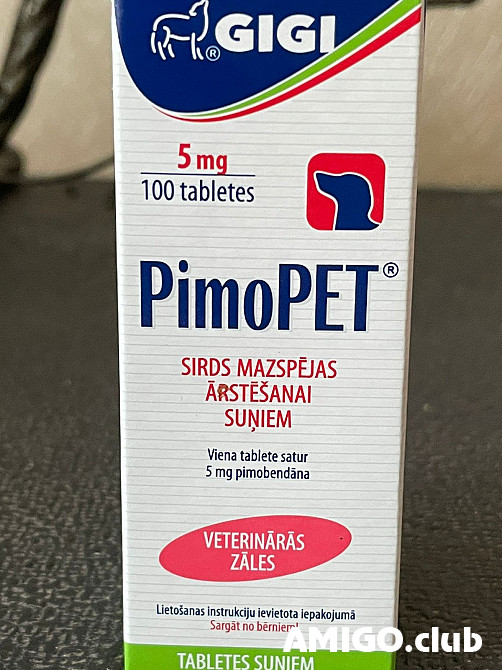 GIGI
®
5 mg
100 tabletes
PimoPET®
SIRDS MAZSPĒJAS
ĀRSTĒŠANAI
SUŅIEM
Viena tablete satur
5 mg pimobendāna
VETERINĀRĀS
ZĀLES
Lietošanas instrukciju ievietota iepakojumā
Sargāt no bērniem!
AMIGO.club
TABLETES SUŅIEM